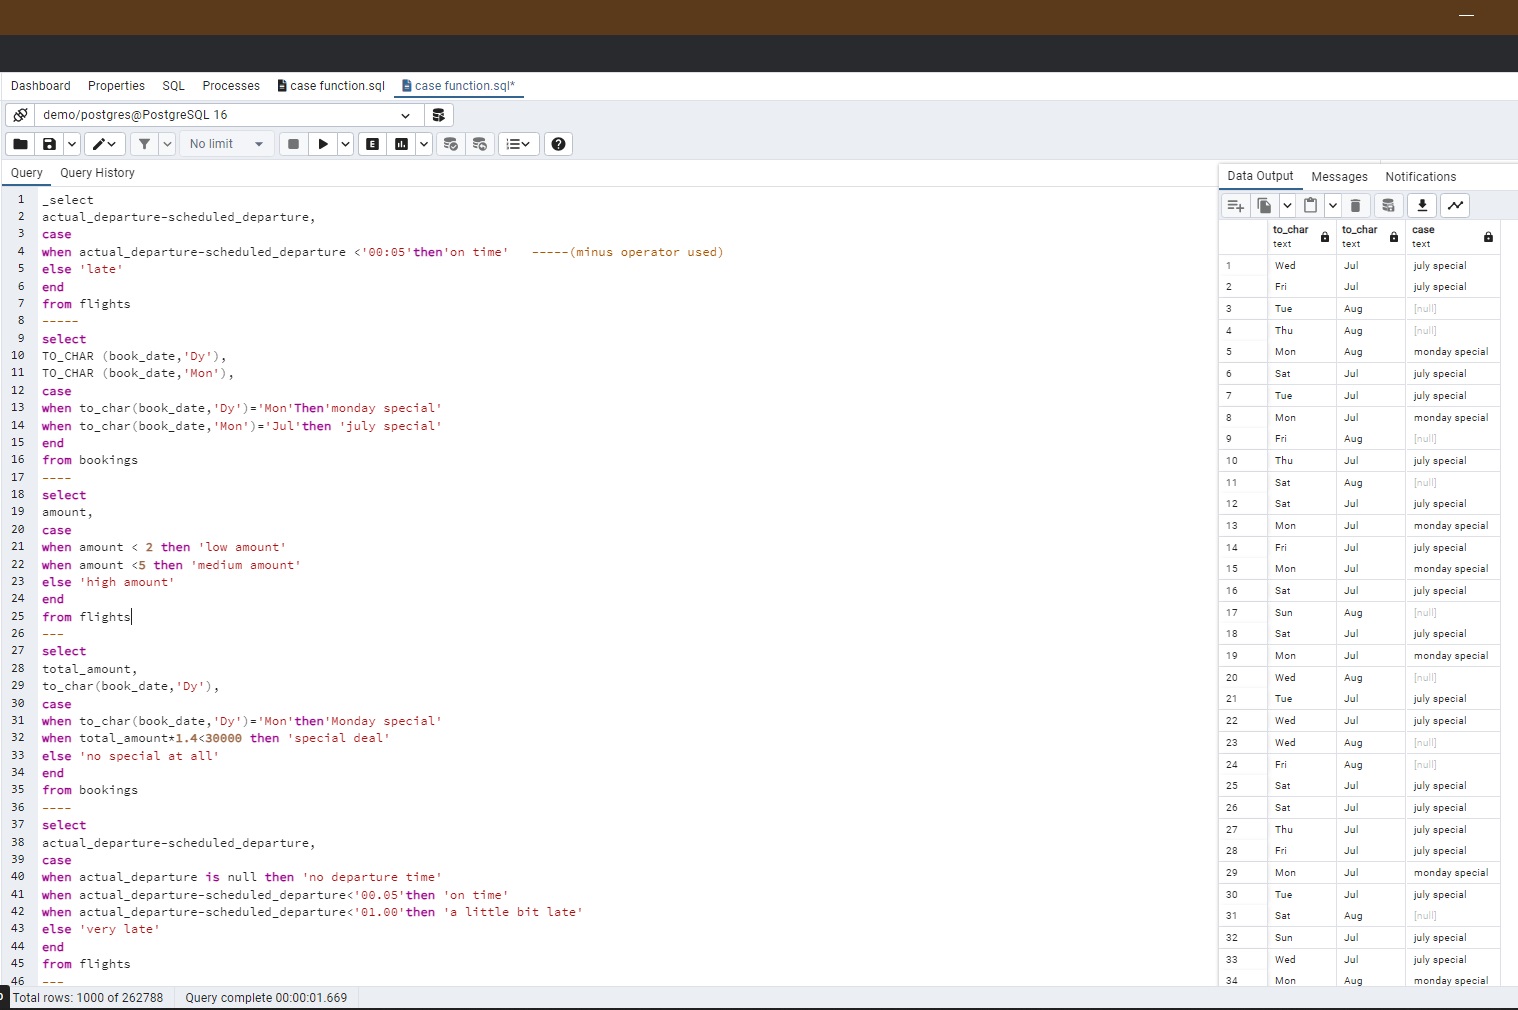 Dashboard Properties SQL Processes case function.sql case function.sql*
demo/postgres@PostgreSQL 16
No limit
E
?
Query Query History
1 _select
2 actual_departure-scheduled_departure,
3 case
4 when actual_departure-scheduled_departure <'00:05'then'on time' -----(minus operator used)
5 else 'late'
6 end
7 from flights
8 -----
9 select
10 TO_CHAR (book_date,'Dy'),
11 TO_CHAR (book_date,'Mon'),
12 case
13 when to_char(book_date,'Dy')='Mon'Then'monday special'
14 when to_char(book_date,'Mon')='Jul'then 'july special'
15 end
16 from bookings
17 ----
18 select
19 amount,
20 case
21 when amount < 2 then 'low amount'
22 when amount <5 then 'medium amount'
23 else 'high amount'
24 end
25 from flights
26 ---
27 select
28 total_amount,
29 to_char(book_date,'Dy'),
30 case
31 when to_char(book_date,'Dy')='Mon'then'Monday special'
32 when total_amount*1.4<30000 then 'special deal'
33 else 'no special at all'
34 end
35 from bookings
36 ----
37 select
38 actual_departure-scheduled_departure,
39 case
40 when actual_departure is null then 'no departure time'
41 when actual_departure-scheduled_departure<'00.05'then 'on time'
42 when actual_departure-scheduled_departure<'01.00'then 'a little bit late'
43 else 'very late'
44 end
45 from flights
46 ---
Data Output Messages Notifications
to_char to_char case
text text text
1 Wed Jul july special
2 Fri Jul july special
3 Tue Aug [null]
4 Thu Aug [null]
5 Mon Aug monday special
6 Sat Jul july special
7 Tue Jul july special
8 Mon Jul monday special
9 Fri Aug [null]
10 Thu Jul july special
11 Sat Aug [null]
12 Sat Jul july special
13 Mon Jul monday special
14 Fri Jul july special
15 Mon Jul monday special
16 Sat Jul july special
17 Sun Aug [null]
18 Sat Jul july special
19 Mon Jul monday special
20 Wed Aug [null]
21 Tue Jul july special
22 Wed Jul july special
23 Wed Aug [null]
24 Fri Aug [null]
25 Sat Jul july special
26 Sat Jul july special
27 Thu Jul july special
28 Fri Jul july special
29 Mon Jul monday special
30 Tue Jul july special
31 Sat Aug [null]
32 Sun Jul july special
33 Wed Jul july special
34 Mon Aug monday special
Total rows: 1000 of 262788 Query complete 00:00:01.669